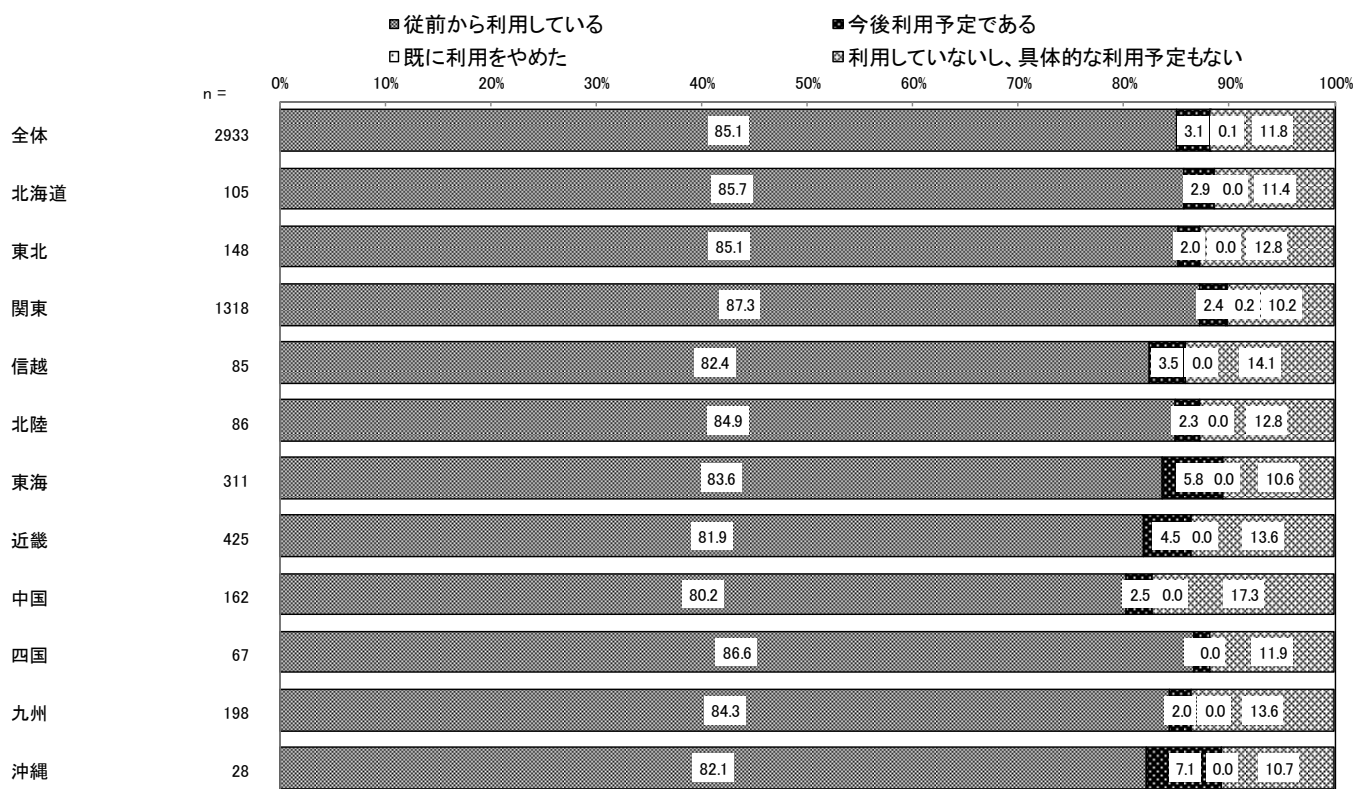 従前から利用している 今後利用予定である
既に利用をやめた 利用していないし、具体的な利用予定もない
n = 0% 10% 20% 30% 40% 50% 60% 70% 80% 90% 100%
全体 2933 85.1 3.1 0.1 11.8
北海道 105 85.7 2.9 0.0 11.4
東北 148 85.1 2.0 0.0 12.8
関東 1318 87.3 2.4 0.2 10.2
信越 85 82.4 3.5 0.0 14.1
北陸 86 84.9 2.3 0.0 12.8
東海 311 83.6 5.8 0.0 10.6
近畿 425 81.9 4.5 0.0 13.6
中国 162 80.2 2.5 0.0 17.3
四国 67 86.6 0.0 11.9
九州 198 84.3 2.0 0.0 13.6
沖縄 28 82.1 7.1 0.0 10.7